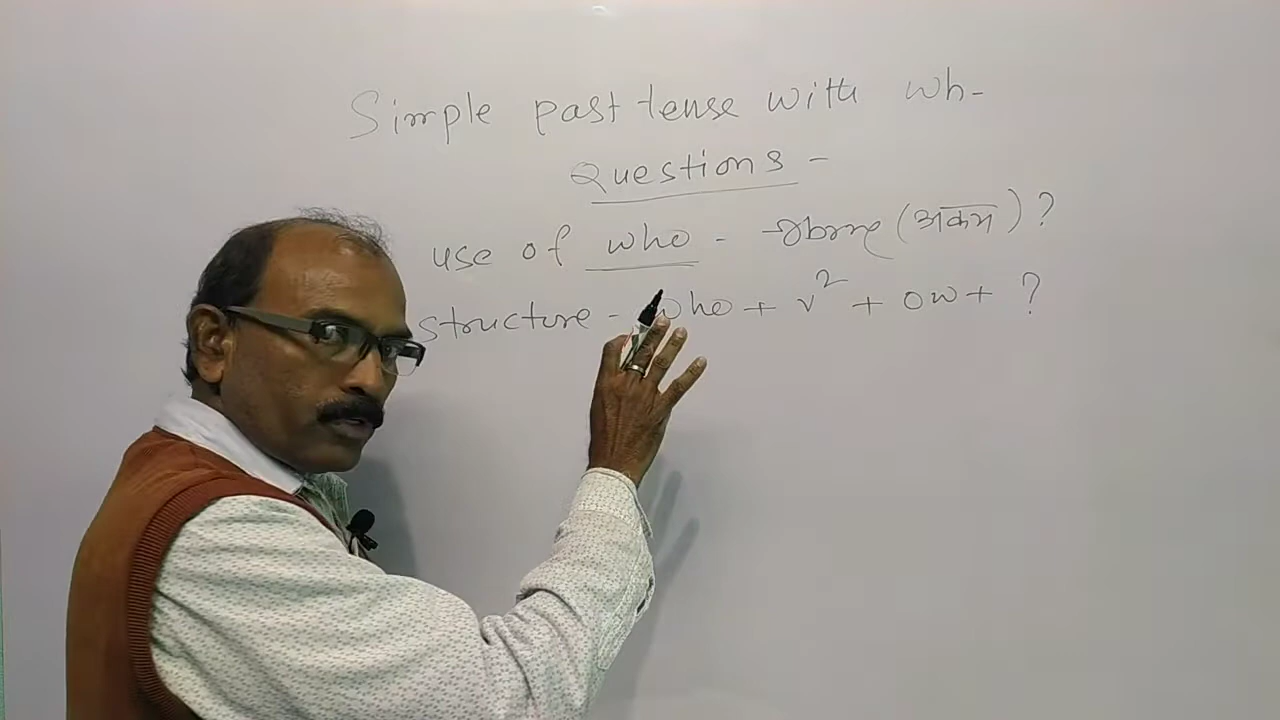 Simple past tense with wh-
Questions -
use of who - ?
structure - who + v² + ow + ?